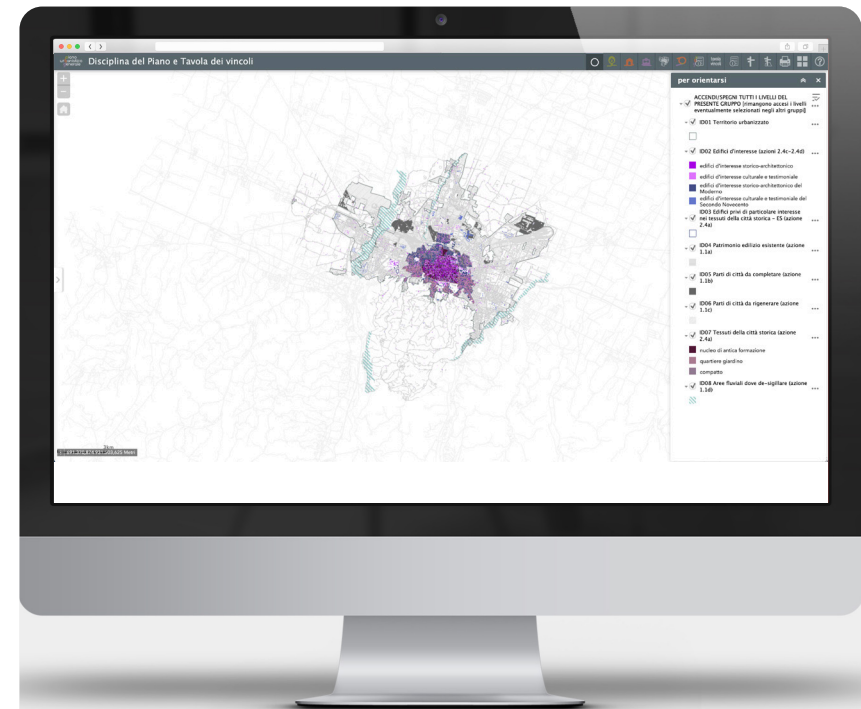 Disciplina del Piano e Tavola dei vincoli
per orientarsi
ACCENDI/SPEGNI TUTTI I LIVELLI DEL
PRESENTE GRUPPO [rimangono accesi i livelli
eventualmente selezionati negli altri gruppi]
ID01 Territorio urbanizzato
ID02 Edifici d'interesse (azioni 2.4c-2.4d)
edifici d'interesse storico-architettonico
edifici d'interesse culturale e testimoniale
edifici d'interesse storico-architettonico del
Moderno
edifici d'interesse culturale e testimoniale del
Secondo Novecento
ID03 Edifici privi di particolare interesse
nei tessuti della città storica - ES (azione
2.4a)
ID04 Patrimonio edilizio esistente (azione
1.1a)
ID05 Parti di città da completare (azione
1.1b)
ID06 Parti di città da rigenerare (azione
1.1c)
ID07 Tessuti della città storica (azione
2.4a)
nucleo di antica formazione
quartiere giardino
compatto
ID08 Aree fluviali dove de-sigillare (azione
1.1d)
Metri